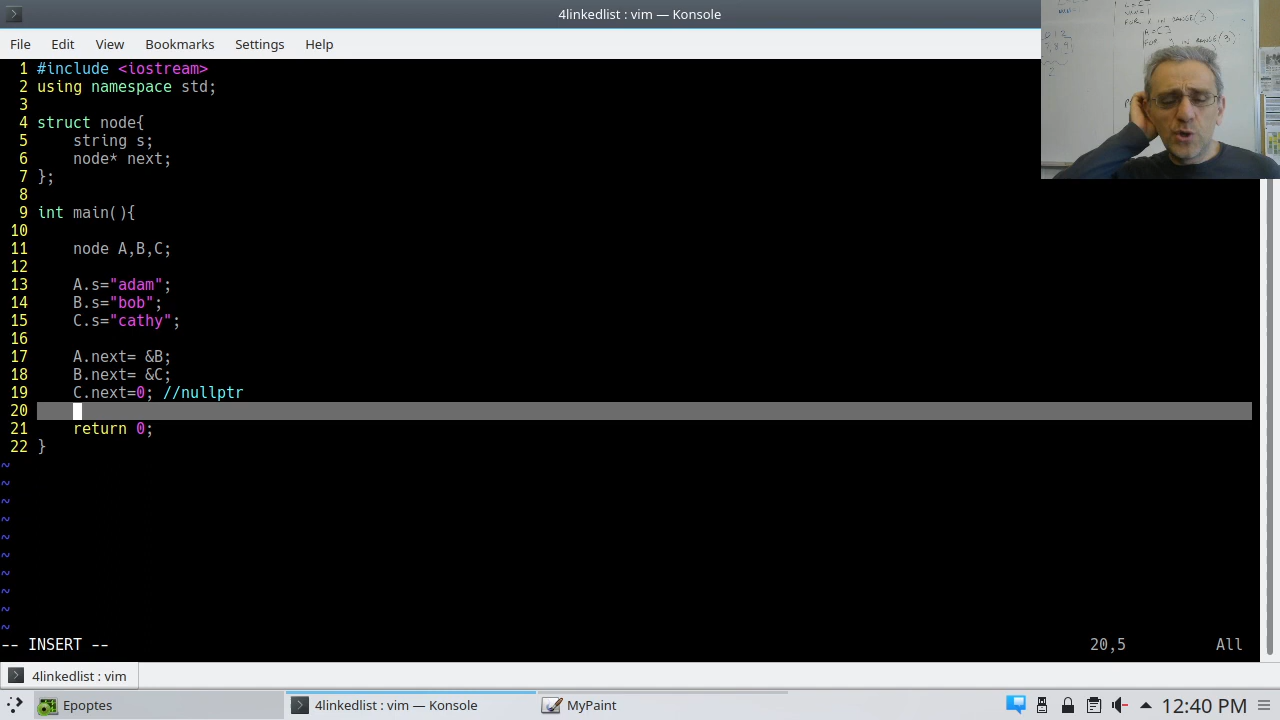 4linkedlist : vim — Konsole
File Edit View Bookmarks Settings Help
1 #include <iostream>
2 using namespace std;
3
4 struct node{
5 string s;
6 node* next;
7 };
8
9 int main(){
10
11 node A,B,C;
12
13 A.s="adam";
14 B.s="bob";
15 C.s="cathy";
16
17 A.next= &B;
18 B.next= &C;
19 C.next=0; //nullptr
20
21 return 0;
22 }
~
~
~
~
~
~
~
~
~
~
-- INSERT -- 20,5 All
4linkedlist : vim
Epoptes 4linkedlist : vim — Konsole MyPaint 12:40 PM